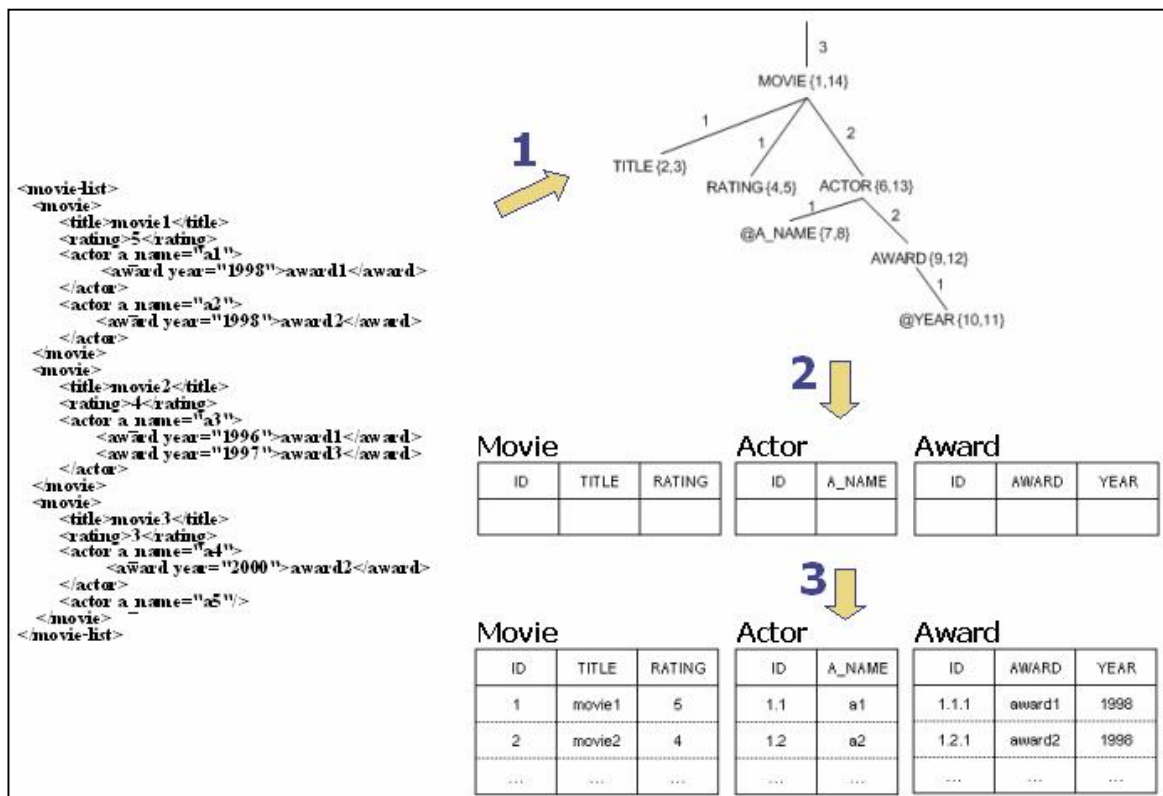 <movie-list>
<movie>
<title>movie1</title>
<rating>5</rating>
<actor a_name="a1">
<award year="1998">award1</award>
</actor>
<actor a_name="a2">
<award year="1998">award2</award>
</actor>
</movie>
<movie>
<title>movie2</title>
<rating>4</rating>
<actor a_name="a3">
<award year="1996">award1</award>
<award year="1997">award3</award>
</actor>
</movie>
<movie>
<title>movie3</title>
<rating>3</rating>
<actor a_name="a4">
<award year="2000">award2</award>
</actor>
<actor a_name="a5"/>
</movie>
</movie-list>
1
3
MOVIE {1,14}
1 1 2
TITLE {2,3}
RATING {4,5} ACTOR {6,13}
1 2
@A_NAME {7,8}
AWARD {9,12}
1
@YEAR {10,11}
2
Movie Actor Award
ID TITLE RATING ID A_NAME ID AWARD YEAR
3
Movie Actor Award
ID TITLE RATING ID A_NAME ID AWARD YEAR
1 movie1 5 1.1 a1 1.1.1 award1 1998
2 movie2 4 1.2 a2 1.2.1 award2 1998
... ... ... ... ... ... ... ...